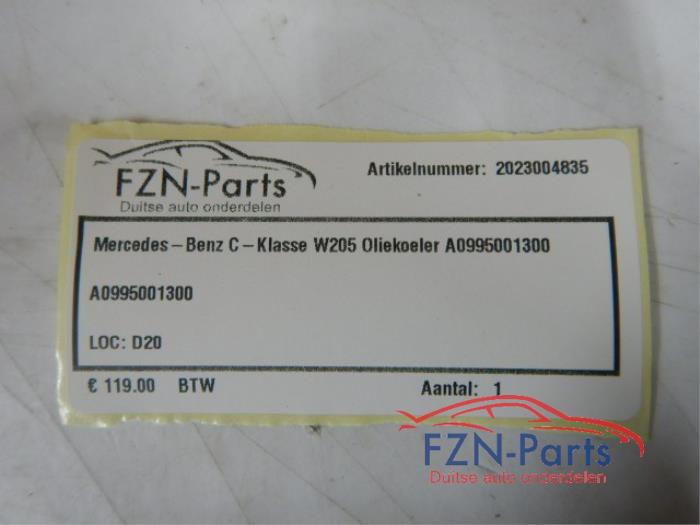 FZN-Parts
Duitse auto onderdelen
Artikelnummer: 2023004835
Mercedes-Benz C-Klasse W205 Oliekoeler A0995001300
A0995001300
LOC: D20
€ 119.00 BTW
Aantal: 1
FZN-Parts
Duitse auto onderdelen